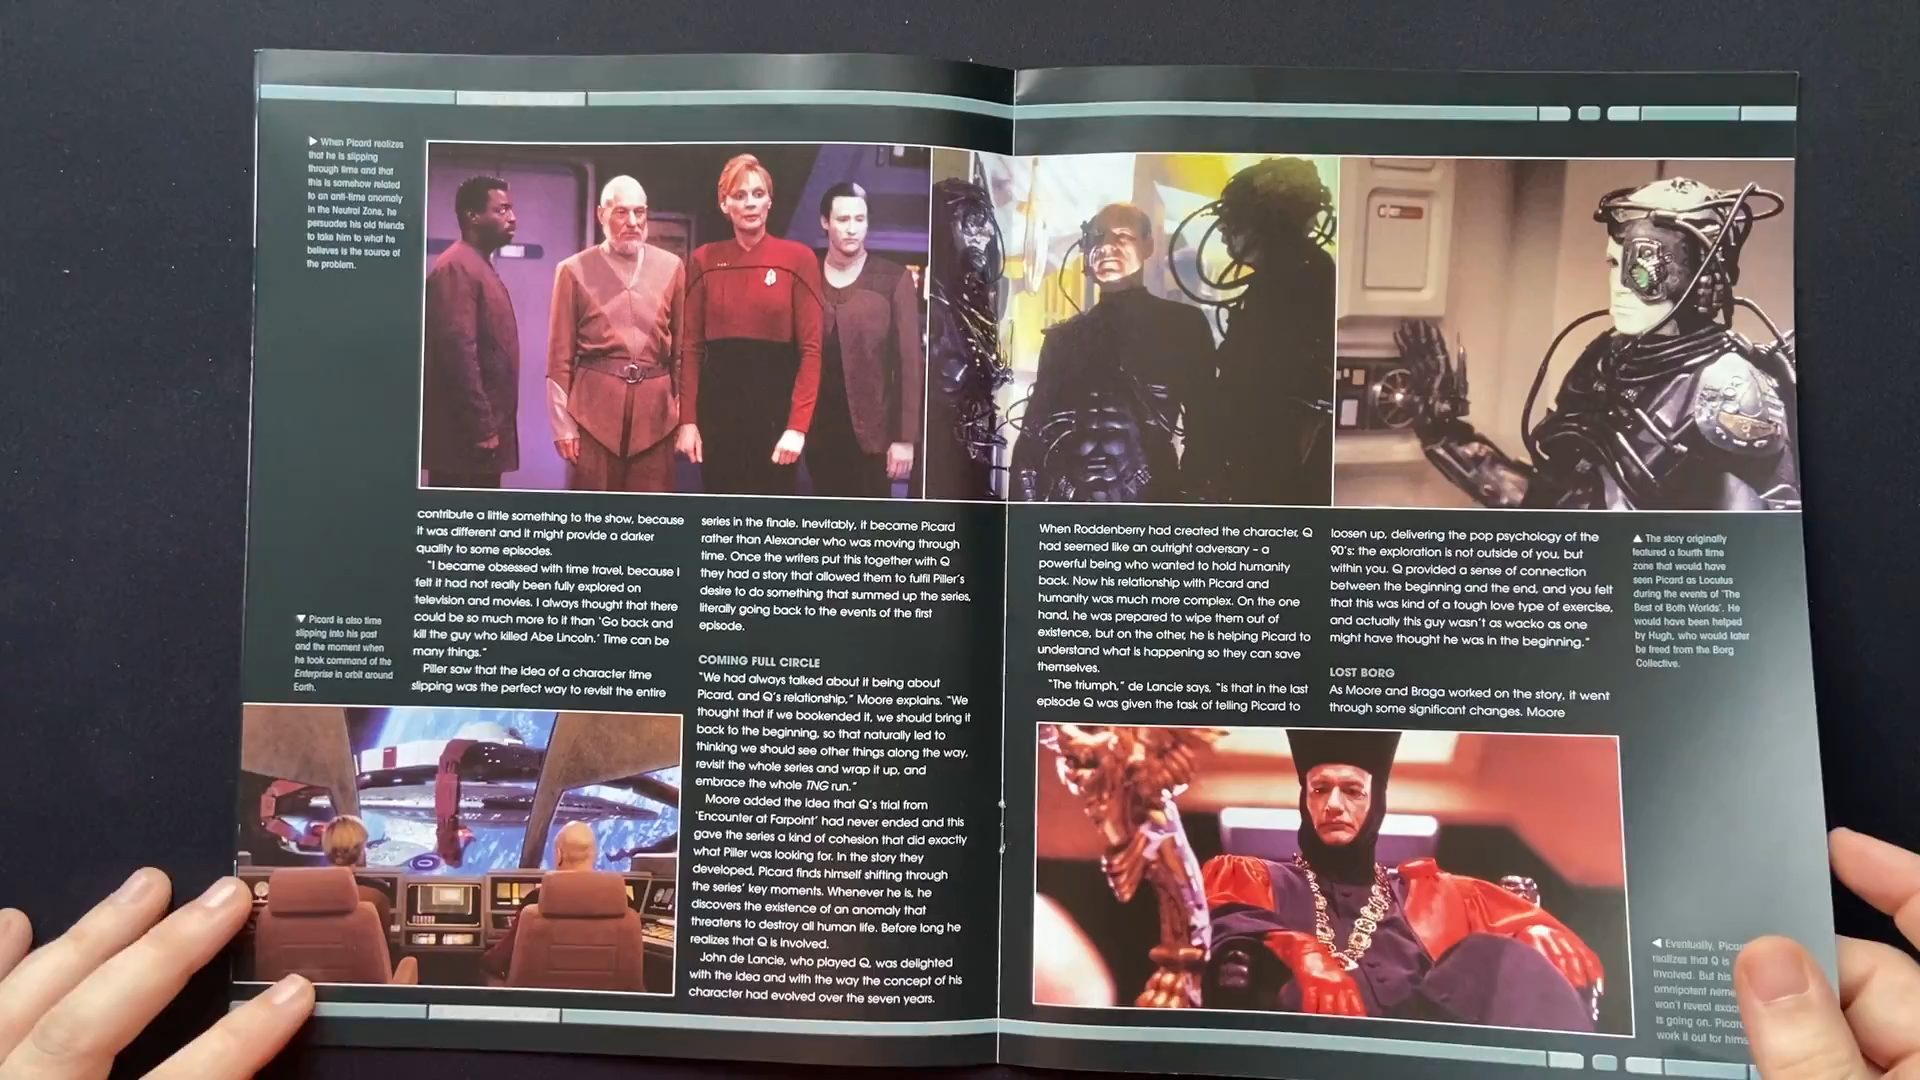 ▶ When Picard realizes
that he is slipping
through time and that
this is somehow related
to an anti-time anomaly
in the Neutral Zone, he
persuades his old friends
to take him to what he
believes is the source of
the problem.
contribute a little something to the show, because
it was different and it might provide a darker
quality to some episodes.
"I became obsessed with time travel, because I
felt it had not really been fully explored on
television and movies. I always thought that there
could be so much more to it than 'Go back and
kill the guy who killed Abe Lincoln.' Time can be
many things."
Piller saw that the idea of a character time
slipping was the perfect way to revisit the entire
▼ Picard is also time
slipping into his past
and the moment when
he took command of the
Enterprise in orbit around
Earth.
series in the finale. Inevitably, it became Picard
rather than Alexander who was moving through
time. Once the writers put this together with Q
they had a story that allowed them to fulfil Piller's
desire to do something that summed up the series,
literally going back to the events of the first
episode.
COMING FULL CIRCLE
"We had always talked about it being about
Picard, and Q's relationship," Moore explains. "We
thought that if we bookended it, we should bring it
back to the beginning, so that naturally led to
thinking we should see other things along the way,
revisit the whole series and wrap it up, and
embrace the whole TNG run."
Moore added the idea that Q's trial from
'Encounter at Farpoint' had never ended and this
gave the series a kind of cohesion that did exactly
what Piller was looking for. In the story they
developed, Picard finds himself shifting through
the series' key moments. Whenever he is, he
discovers the existence of an anomaly that
threatens to destroy all human life. Before long he
realizes that Q is involved.
John de Lancie, who played Q, was delighted
with the idea and with the way the concept of his
character had evolved over the seven years.
When Roddenberry had created the character, Q
had seemed like an outright adversary – a
powerful being who wanted to hold humanity
back. Now his relationship with Picard and
humanity was much more complex. On the one
hand, he was prepared to wipe them out of
existence, but on the other, he is helping Picard to
understand what is happening so they can save
themselves.
"The triumph," de Lancie says, "is that in the last
episode Q was given the task of telling Picard to
loosen up, delivering the pop psychology of the
90's: the exploration is not outside of you, but
within you. Q provided a sense of connection
between the beginning and the end, and you felt
that this was kind of a tough love type of exercise,
and actually this guy wasn't as wacko as one
might have thought he was in the beginning."
LOST BORG
As Moore and Braga worked on the story, it went
through some significant changes. Moore
▲ The story originally
featured a fourth time
zone that would have
seen Picard as Locutus
during the events of 'The
Best of Both Worlds'. He
would have been helped
by Hugh, who would later
be freed from the Borg
Collective.
◀ Eventually, Picar
realizes that Q is
involved. But his
omnipotent neme
won't reveal exac
is going on. Picar
work it out for hims